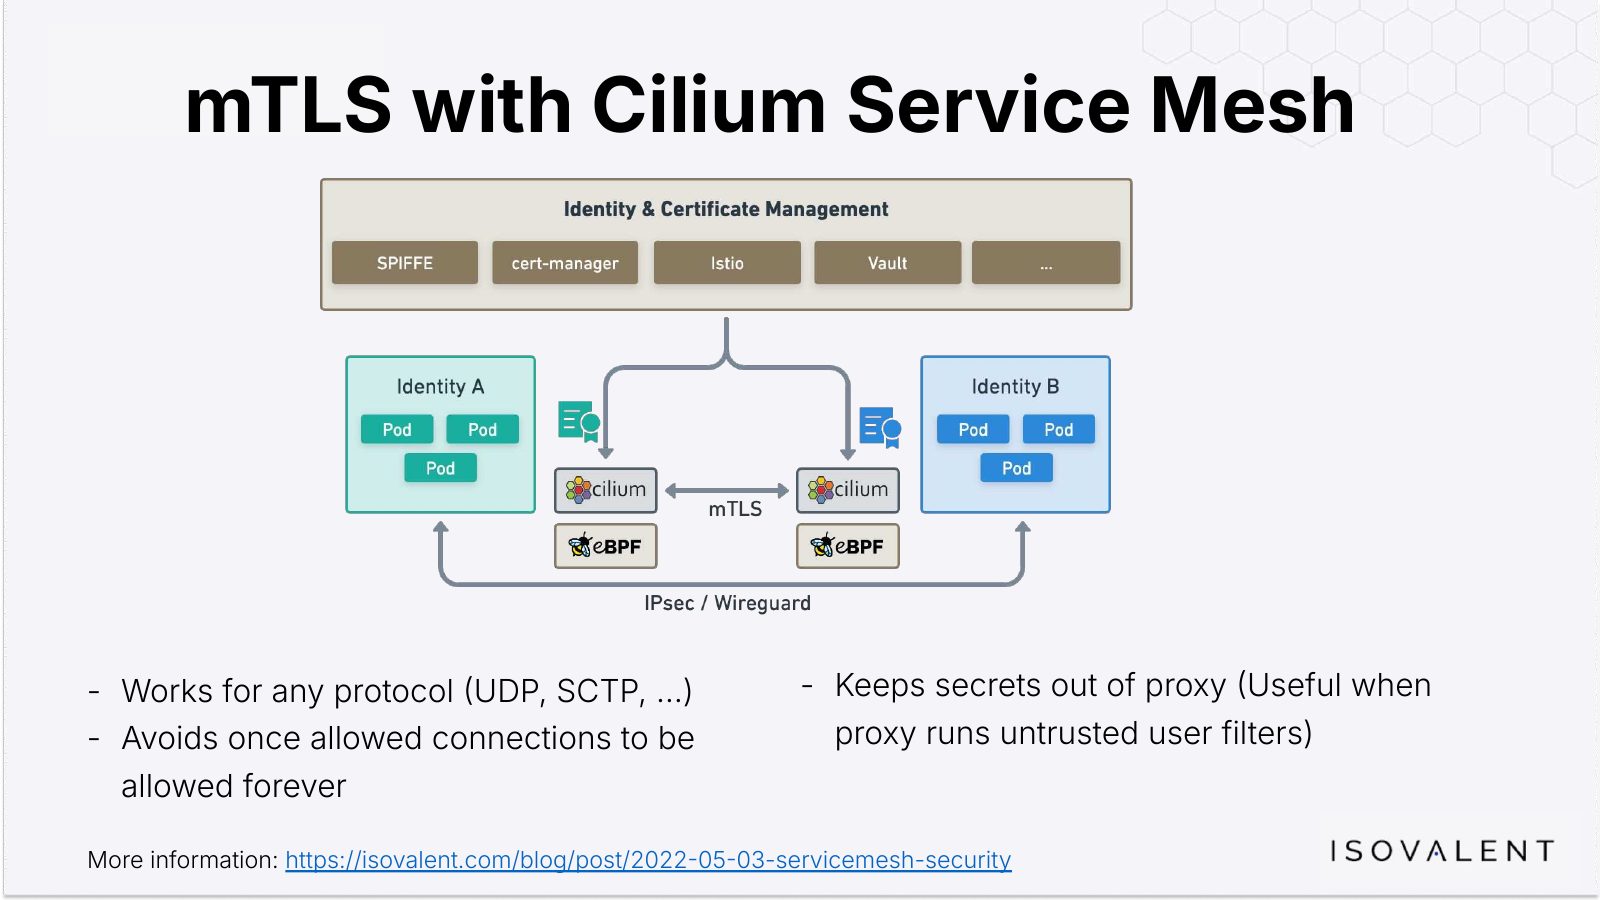 mTLS with Cilium Service Mesh
Identity & Certificate Management
SPIFFE
cert-manager
Istio
Vault
...
Identity A
Pod
Pod
Pod
Identity B
Pod
Pod
Pod
cilium
cilium
mTLS
eBPF
eBPF
IPsec / Wireguard
- Works for any protocol (UDP, SCTP, ...)
- Avoids once allowed connections to be
allowed forever
- Keeps secrets out of proxy (Useful when
proxy runs untrusted user filters)
More information: https://isovalent.com/blog/post/2022-05-03-servicemesh-security
ISOVALENT